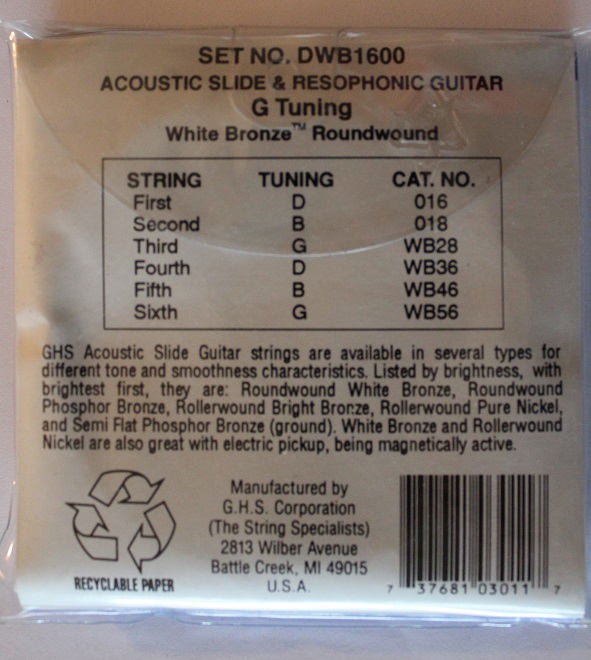 SET NO. DWB1600
ACOUSTIC SLIDE & RESOPHONIC GUITAR
G Tuning
White Bronze™ Roundwound
STRING TUNING CAT. NO.
First D 016
Second B 018
Third G WB28
Fourth D WB36
Fifth B WB46
Sixth G WB56
GHS Acoustic Slide Guitar strings are available in several types for
different tone and smoothness characteristics. Listed by brightness, with
brightest first, they are: Roundwound White Bronze, Roundwound
Phosphor Bronze, Rollerwound Bright Bronze, Rollerwound Pure Nickel,
and Semi Flat Phosphor Bronze (ground). White Bronze and Rollerwound
Nickel are also great with electric pickup, being magnetically active.
RECYCLABLE PAPER
Manufactured by
G.H.S. Corporation
(The String Specialists)
2813 Wilber Avenue
Battle Creek, MI 49015
U.S.A.
7 37681 03011 7